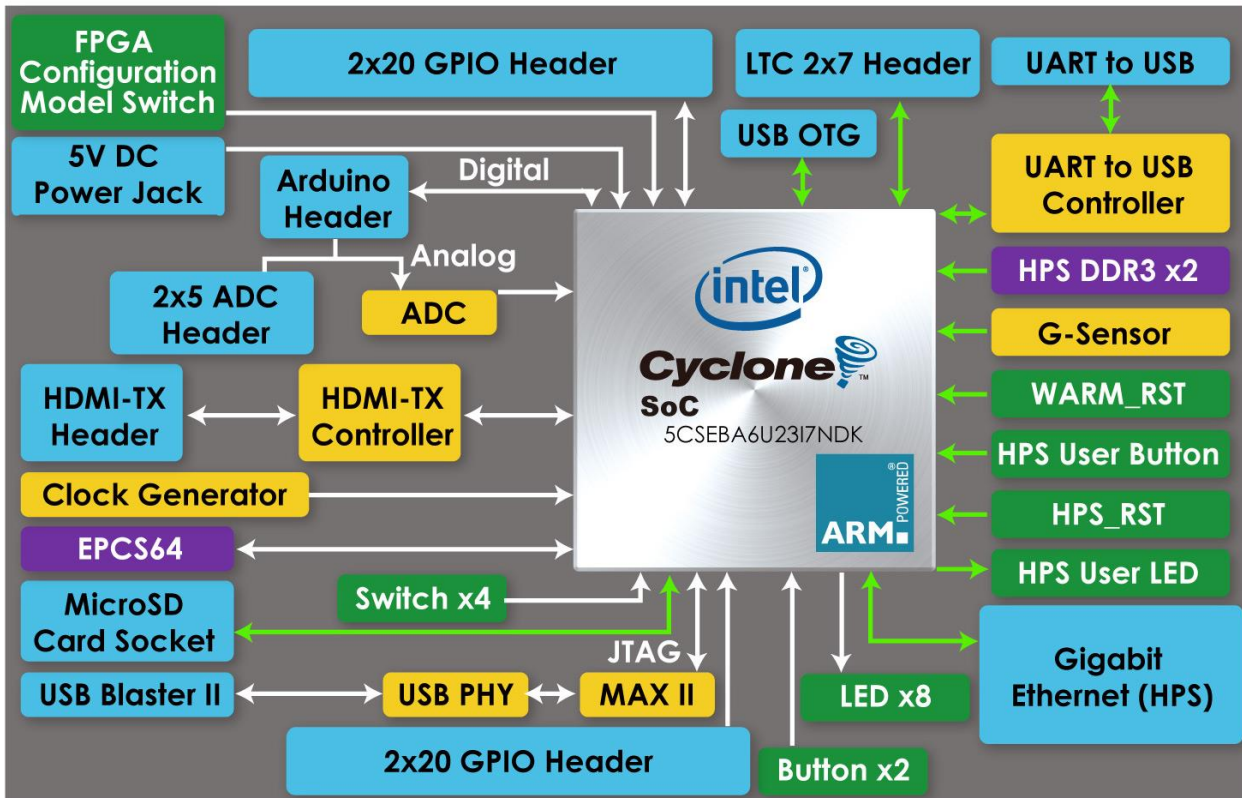 FPGA
Configuration
Model Switch
2x20 GPIO Header
LTC 2x7 Header
UART to USB
5V DC
Power Jack
Arduino
Header
Digital
USB OTG
UART to USB
Controller
Analog
2x5 ADC
Header
ADC
HPS DDR3 x2
G-Sensor
intel®
Cyclone™
SoC
5CSEBA6U23I7NDK
ARM®
POWERED
HDMI-TX
Header
HDMI-TX
Controller
WARM_RST
HPS User Button
Clock Generator
HPS_RST
EPCS64
HPS User LED
MicroSD
Card Socket
Switch x4
JTAG
USB Blaster II
USB PHY
MAX II
LED x8
Gigabit
Ethernet (HPS)
2x20 GPIO Header
Button x2